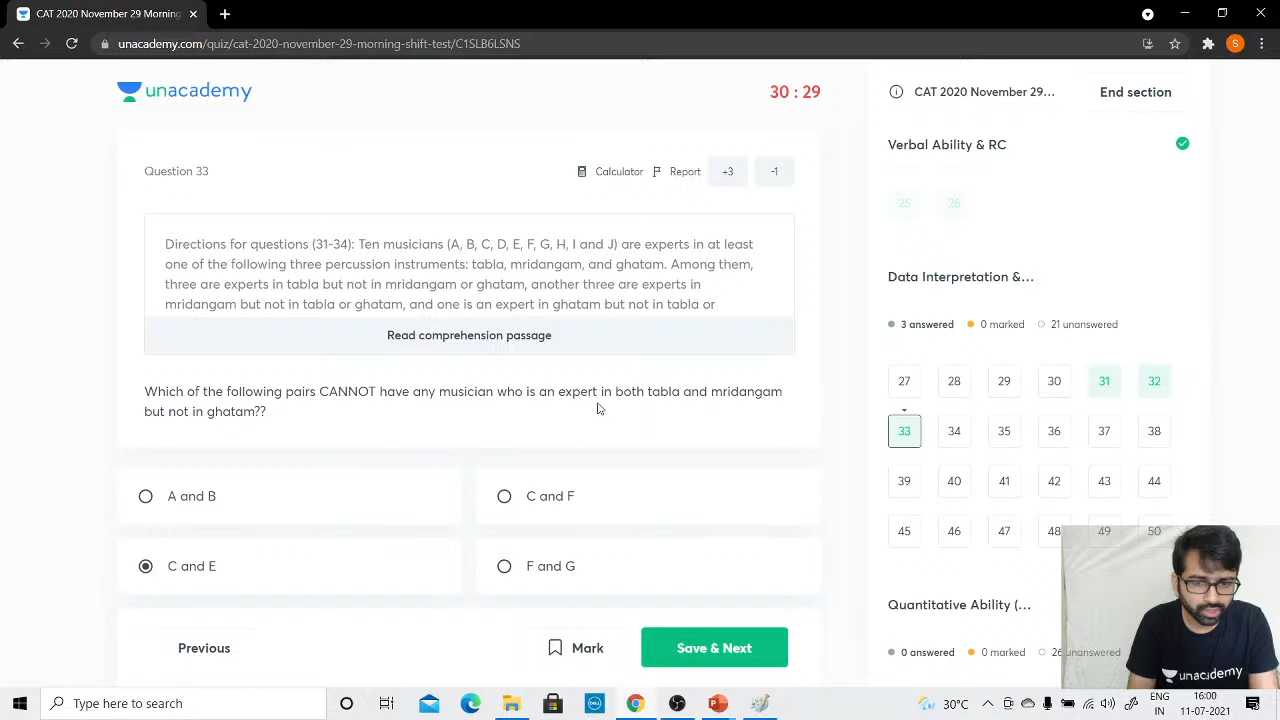 CAT 2020 November 29 Morning
unacademy.com/quiz/cat-2020-november-29-morning-shift-test/C1SLB6LSNS
S
unacademy
30 : 29
CAT 2020 November 29...
End section
Question 33
Calculator
Report
+3
-1
Directions for questions (31-34): Ten musicians (A, B, C, D, E, F, G, H, I and J) are experts in at least
one of the following three percussion instruments: tabla, mridangam, and ghatam. Among them,
three are experts in tabla but not in mridangam or ghatam, another three are experts in
mridangam but not in tabla or ghatam, and one is an expert in ghatam but not in tabla or
Read comprehension passage
Which of the following pairs CANNOT have any musician who is an expert in both tabla and mridangam
but not in ghatam??
A and B
C and F
C and E
F and G
Previous
Mark
Save & Next
Verbal Ability & RC
25 26
Data Interpretation &...
3 answered 0 marked 21 unanswered
27 28 29 30 31 32
33 34 35 36 37 38
39 40 41 42 43 44
45 46 47 48 49 50
Quantitative Ability (...
0 answered 0 marked 26 unanswered
unacademy
Type here to search
DELL
30°C
ENG
IN
16:00
11-07-2021